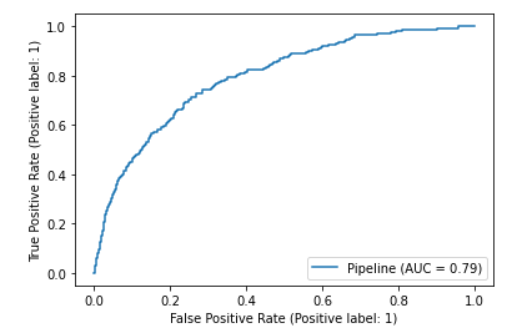 1.0
0.8
0.6
0.4
0.2
0.0
True Positive Rate (Positive label: 1)
Pipeline (AUC = 0.79)
0.0 0.2 0.4 0.6 0.8 1.0
False Positive Rate (Positive label: 1)